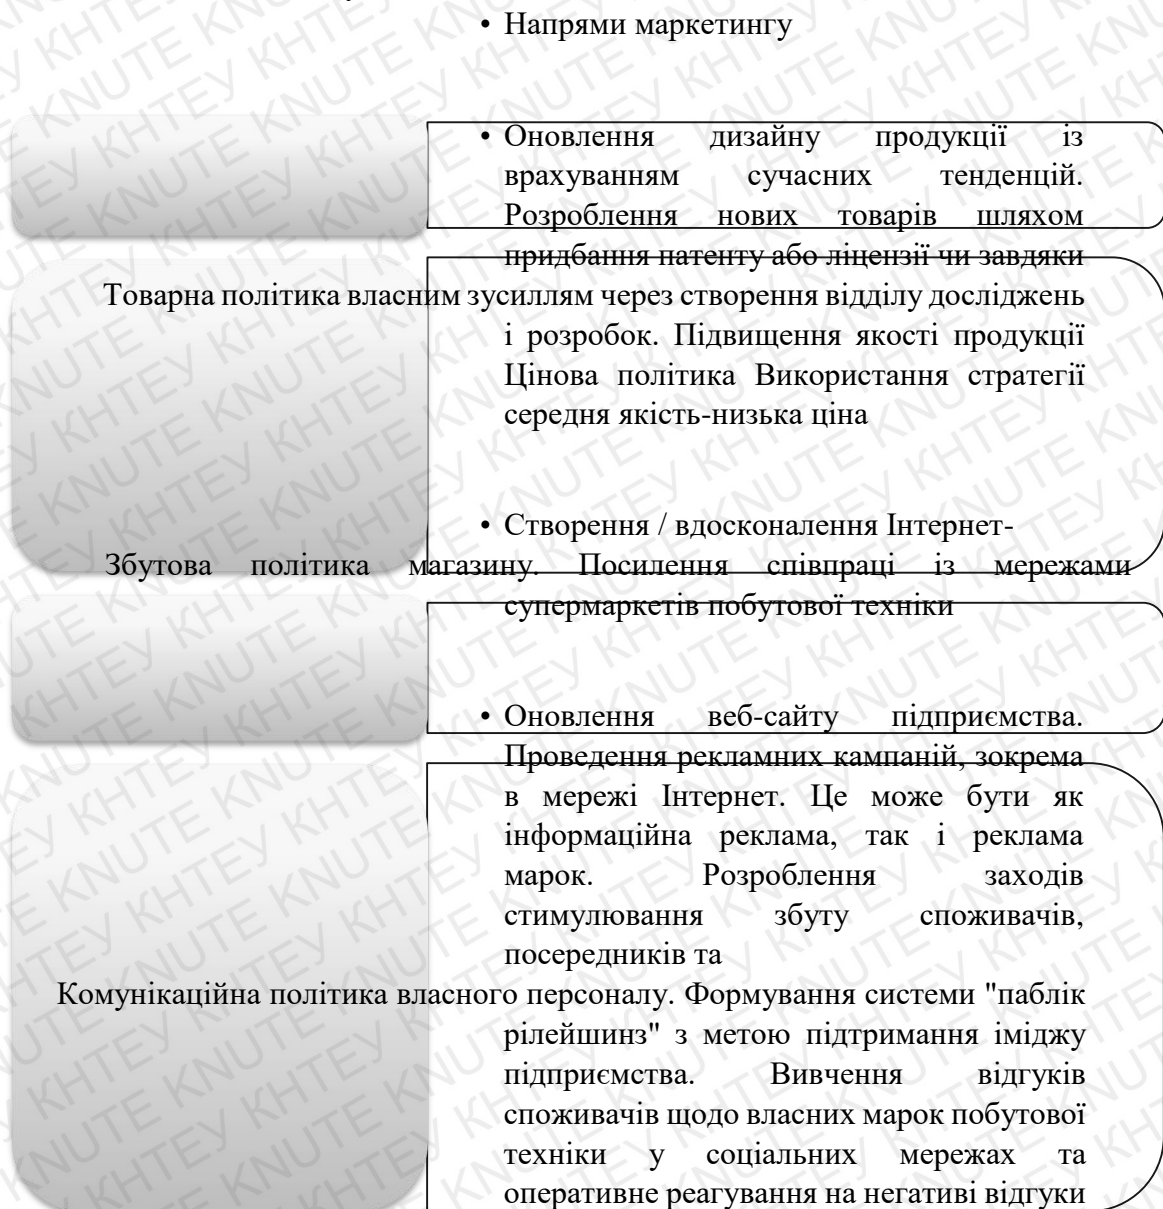 • Напрями маркетингу
• Оновлення дизайну продукції із
врахуванням сучасних тенденцій.
Розроблення нових товарів шляхом
придбання патенту або ліцензії чи завдяки
Товарна політика власним зусиллям через створення відділу досліджень
і розробок. Підвищення якості продукції
Цінова політика Використання стратегії
середня якість-низька ціна
• Створення / вдосконалення Інтернет-
Збутова політика магазину. Посилення співпраці із мережами
супермаркетів побутової техніки
• Оновлення веб-сайту підприємства.
Проведення рекламних кампаній, зокрема
в мережі Інтернет. Це може бути як
інформаційна реклама, так і реклама
марок. Розроблення заходів
стимулювання збуту споживачів,
посередників та
Комунікаційна політика власного персоналу. Формування системи "паблік
рілейшинз" з метою підтримання іміджу
підприємства. Вивчення відгуків
споживачів щодо власних марок побутової
техніки у соціальних мережах та
оперативне реагування на негативі відгуки